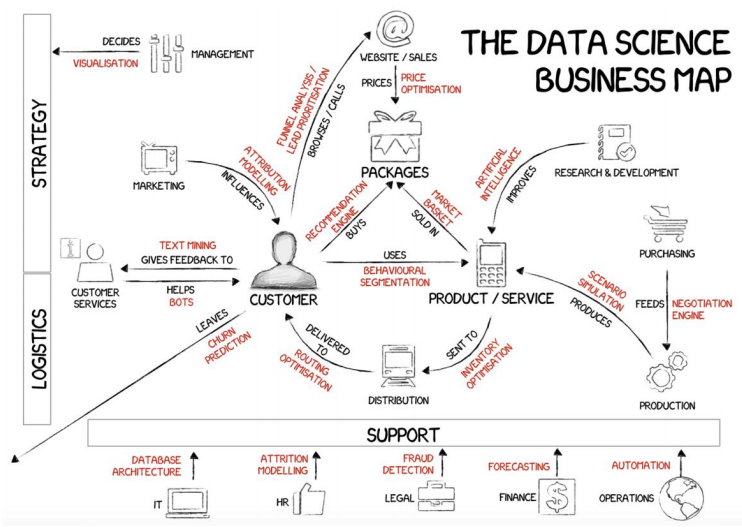 THE DATA SCIENCE
BUSINESS MAP
STRATEGY
LOGISTICS
DECIDES
VISUALISATION
MANAGEMENT
WEBSITE / SALES
PRICES
PRICE
OPTIMISATION
FUNNEL ANALYSIS /
LEAD PRIORITISATION
BROWSES / CALLS
PACKAGES
MARKETING
ATTRIBUTION
MODELLING
INFLUENCES
ARTIFICIAL
INTELLIGENCE
IMPROVES
RESEARCH & DEVELOPMENT
RECOMMENDATION
ENGINE
BUYS
MARKET
BASKET
SOLD IN
PURCHASING
TEXT MINING
GIVES FEEDBACK TO
HELPS
BOTS
CUSTOMER
SERVICES
CUSTOMER
USES
BEHAVIOURAL
SEGMENTATION
PRODUCT / SERVICE
SCENARIO
SIMULATION
PRODUCES
FEEDS
NEGOTIATION
ENGINE
LEAVES
CHURN
PREDICTION
DELIVERED
TO
ROUTING
OPTIMISATION
DISTRIBUTION
SENT TO
INVENTORY
OPTIMISATION
PRODUCTION
SUPPORT
DATABASE
ARCHITECTURE
IT
ATTRITION
MODELLING
HR
FRAUD
DETECTION
LEGAL
FORECASTING
FINANCE
$
AUTOMATION
OPERATIONS